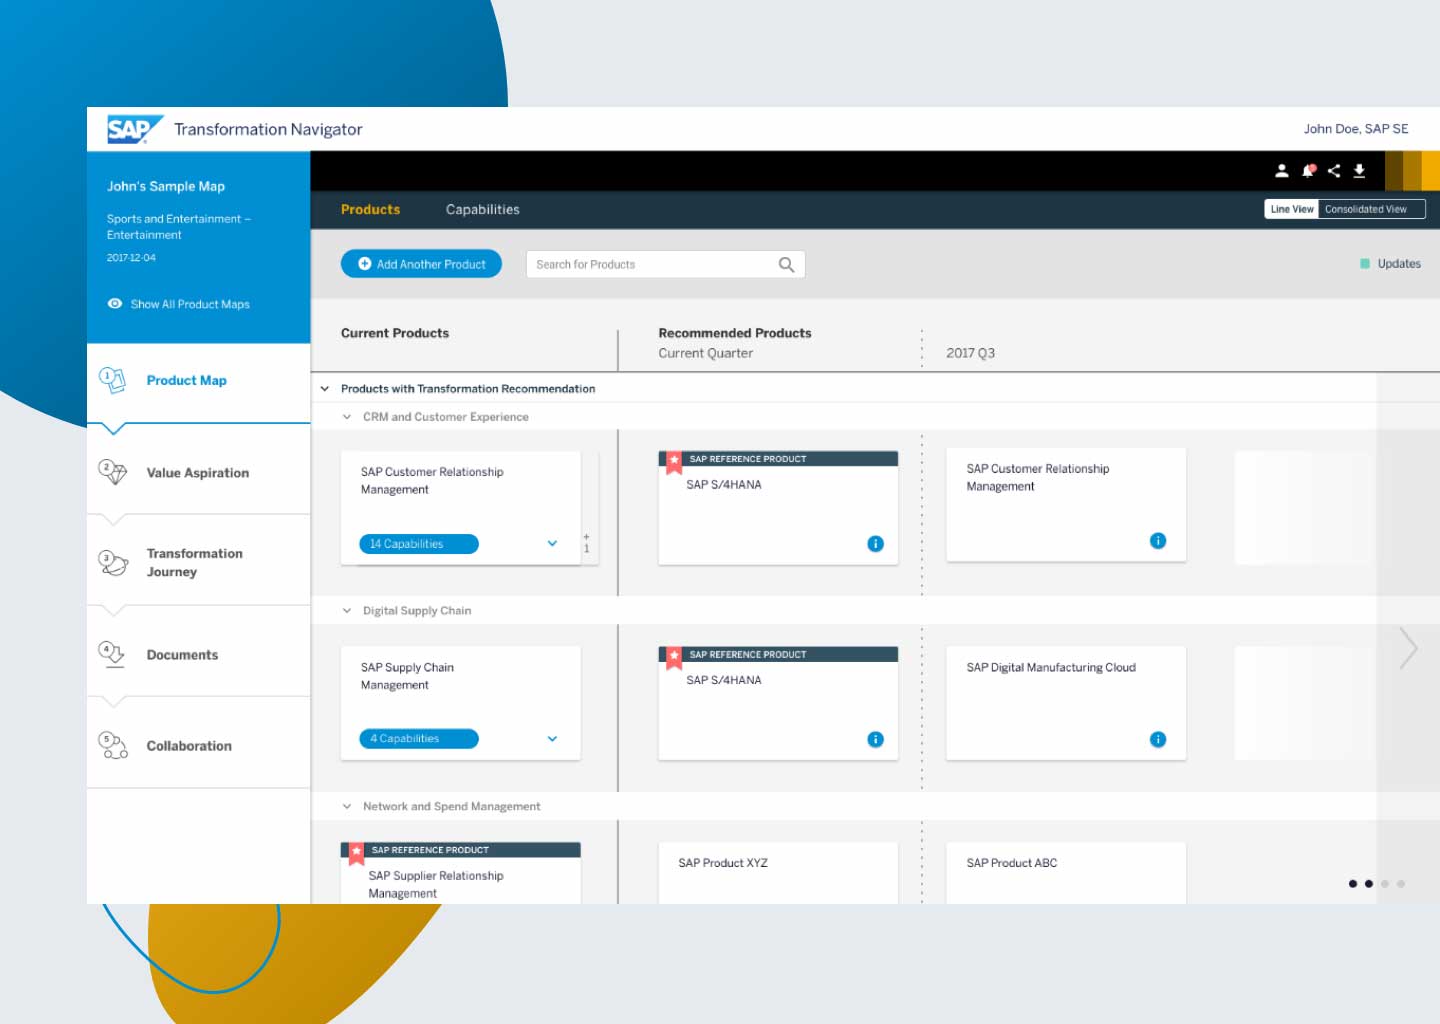 SAP Transformation Navigator
John Doe, SAP SE
John's Sample Map
Sports and Entertainment –
Entertainment
2017-12-04
Show All Product Maps
Products
Capabilities
Line View
Consolidated View
Add Another Product
Search for Products
Updates
Current Products
Recommended Products
Current Quarter
2017 Q3
1
Product Map
2
Value Aspiration
3
Transformation
Journey
4
Documents
5
Collaboration
Products with Transformation Recommendation
CRM and Customer Experience
SAP Customer Relationship
Management
14 Capabilities
+
1
SAP REFERENCE PRODUCT
SAP S/4HANA
SAP Customer Relationship
Management
Digital Supply Chain
SAP Supply Chain
Management
4 Capabilities
SAP REFERENCE PRODUCT
SAP S/4HANA
SAP Digital Manufacturing Cloud
Network and Spend Management
SAP REFERENCE PRODUCT
SAP Supplier Relationship
Management
SAP Product XYZ
SAP Product ABC